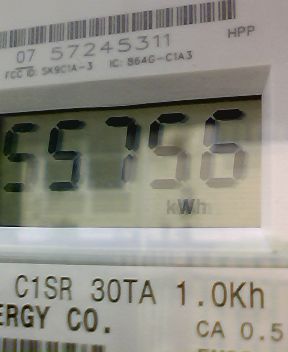 07 57245311
HPP
FCC ID: SK9C1A-3 IC: 864G-C1A3
55756
kWh
C1SR 30TA 1.0Kh
ERGY CO.
CA 0.5